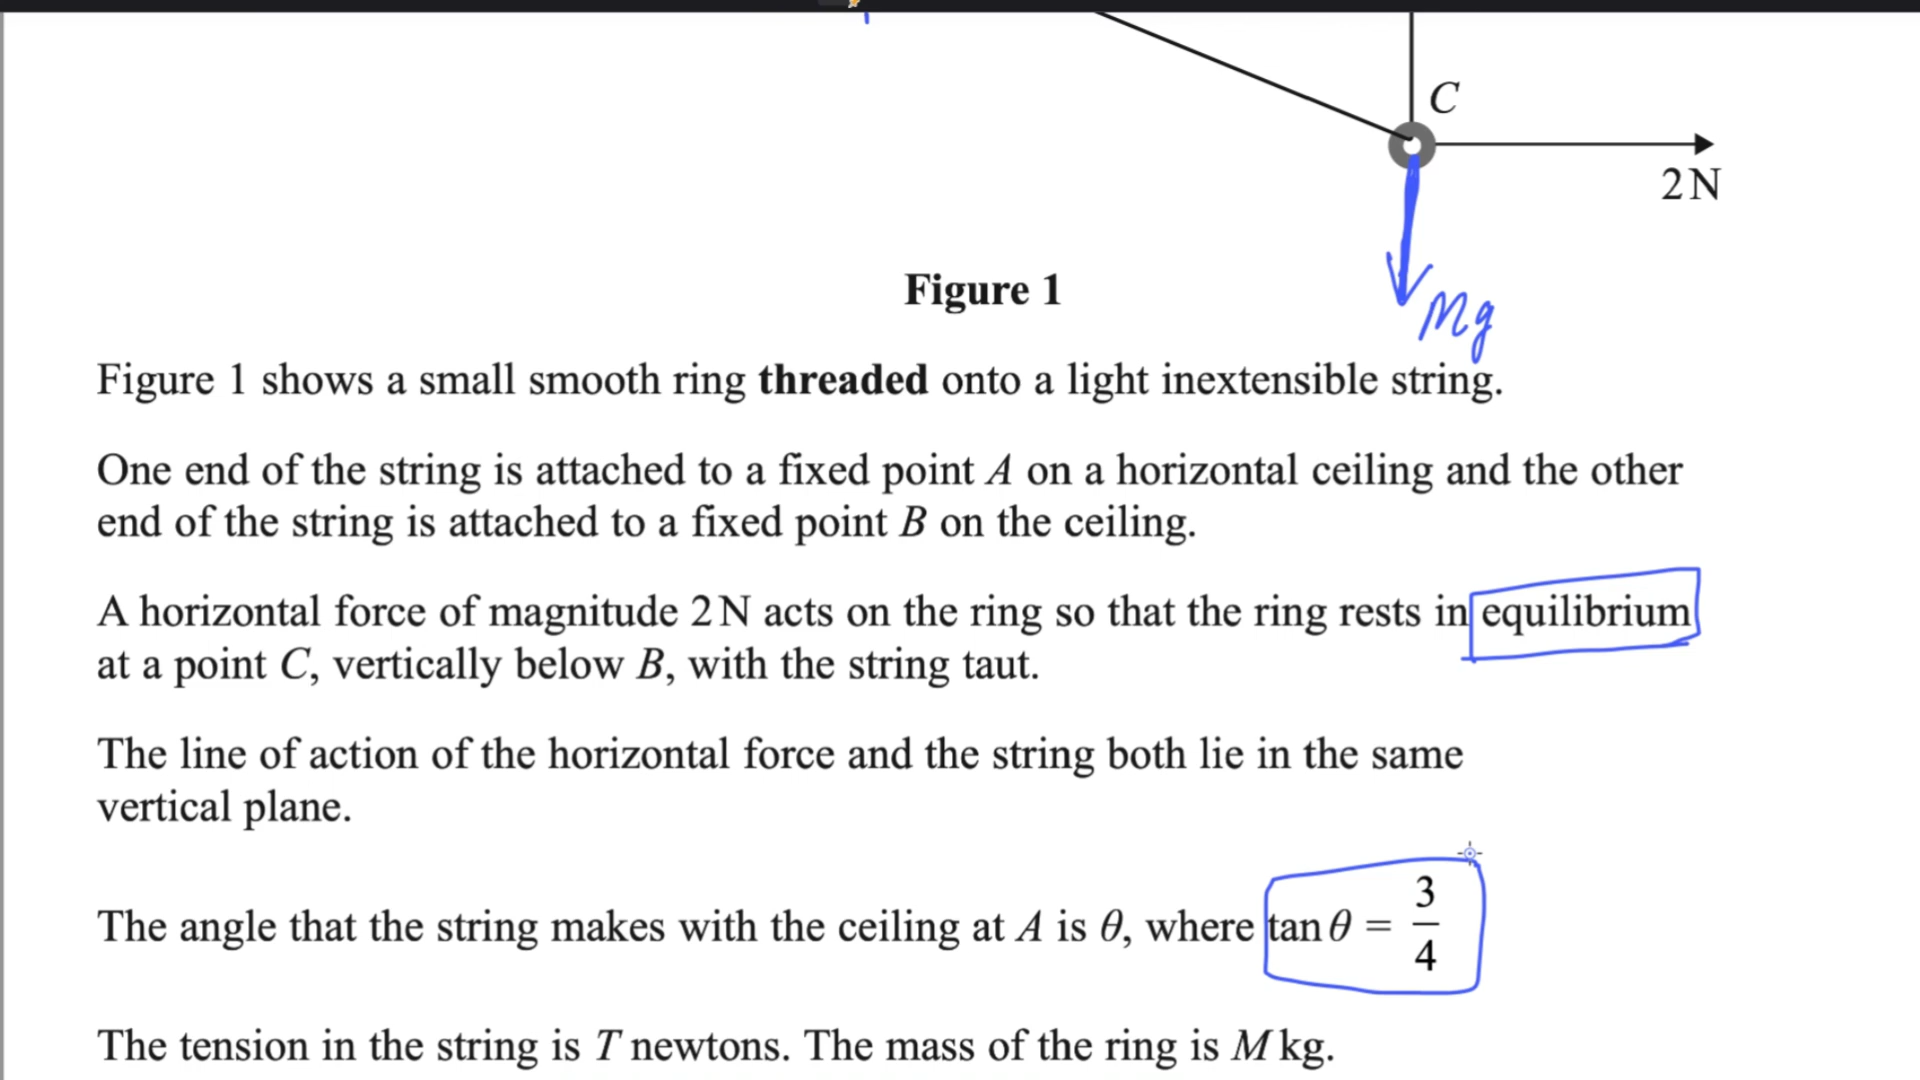 C
2 N
Figure 1
Mg
Figure 1 shows a small smooth ring threaded onto a light inextensible string.
One end of the string is attached to a fixed point A on a horizontal ceiling and the other
end of the string is attached to a fixed point B on the ceiling.
A horizontal force of magnitude 2 N acts on the ring so that the ring rests in equilibrium
at a point C, vertically below B, with the string taut.
The line of action of the horizontal force and the string both lie in the same
vertical plane.
The angle that the string makes with the ceiling at A is θ, where tan θ = 3/4
The tension in the string is T newtons. The mass of the ring is M kg.